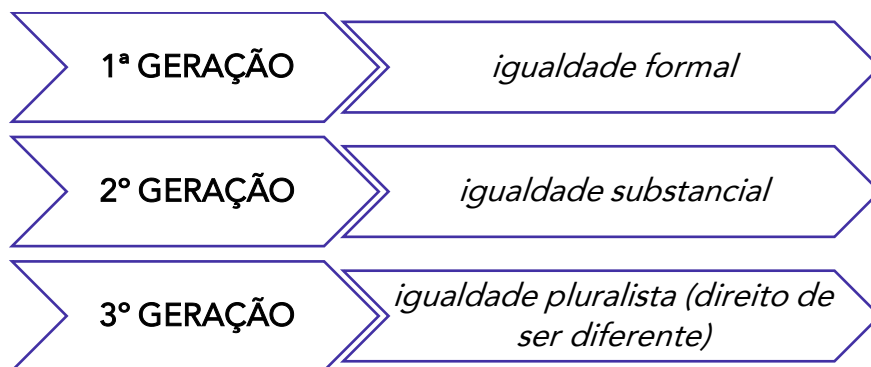 1ª GERAÇÃO
igualdade formal
2º GERAÇÃO
igualdade substancial
3º GERAÇÃO
igualdade pluralista (direito de
ser diferente)